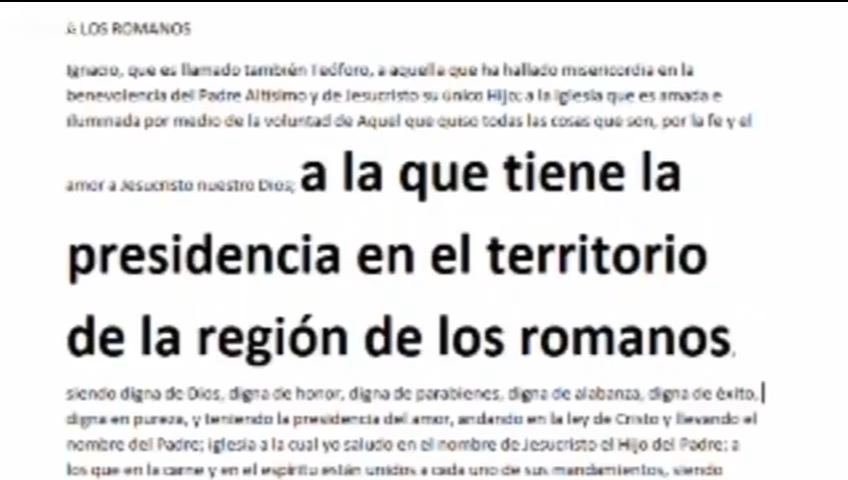 A LOS ROMANOS
Ignacio, que es llamado también Teóforo, a aquella que ha hallado misericordia en la
benevolencia del Padre Altísimo y de Jesucristo su único Hijo; a la iglesia que es amada e
iluminada por medio de la voluntad de Aquel que quiso todas las cosas que son, por la fe y el
amor a Jesucristo nuestro Dios; a la que tiene la
presidencia en el territorio
de la región de los romanos,
siendo digna de Dios, digna de honor, digna de parabienes, digna de alabanza, digna de éxito,
digna en pureza, y teniendo la presidencia del amor, andando en la ley de Cristo y llevando el
nombre del Padre; iglesia a la cual yo saludo en el nombre de Jesucristo el Hijo del Padre; a
los que en la carne y en el espíritu están unidos a cada uno de sus mandamientos, siendo